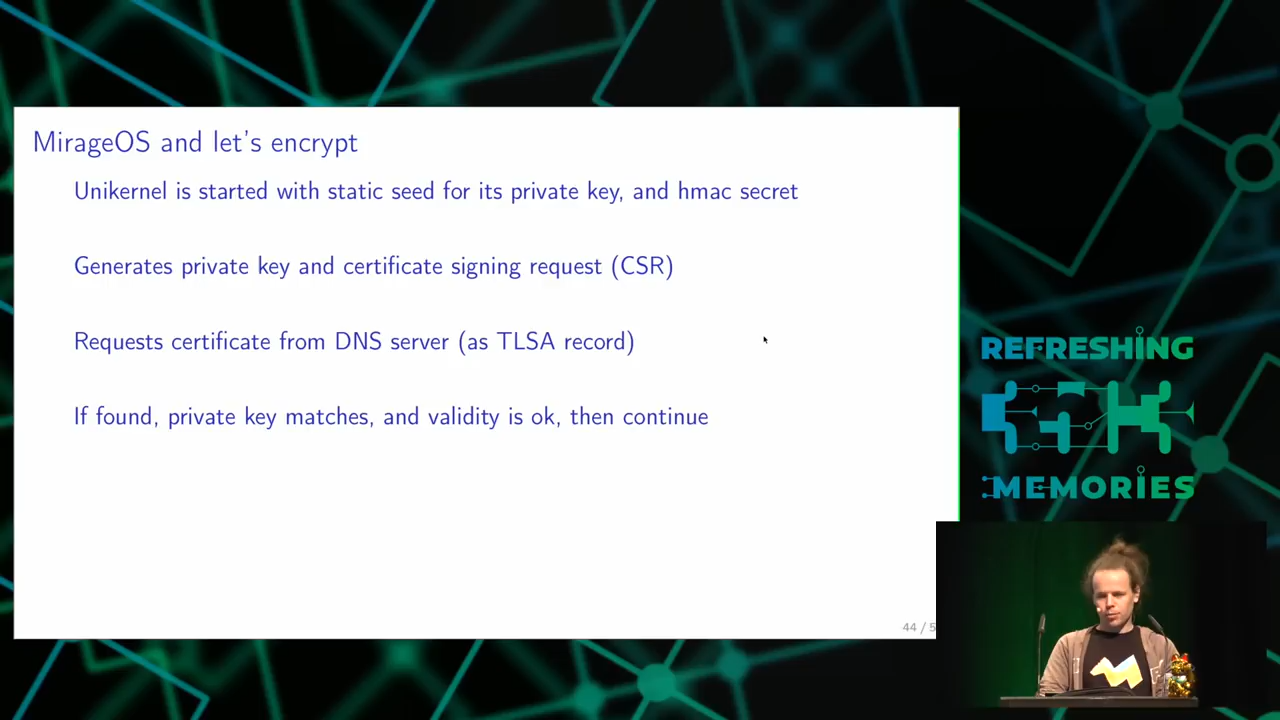 MirageOS and let's encrypt
Unikernel is started with static seed for its private key, and hmac secret
Generates private key and certificate signing request (CSR)
Requests certificate from DNS server (as TLSA record)
If found, private key matches, and validity is ok, then continue
44 / 5
REFRESHING
MEMORIES